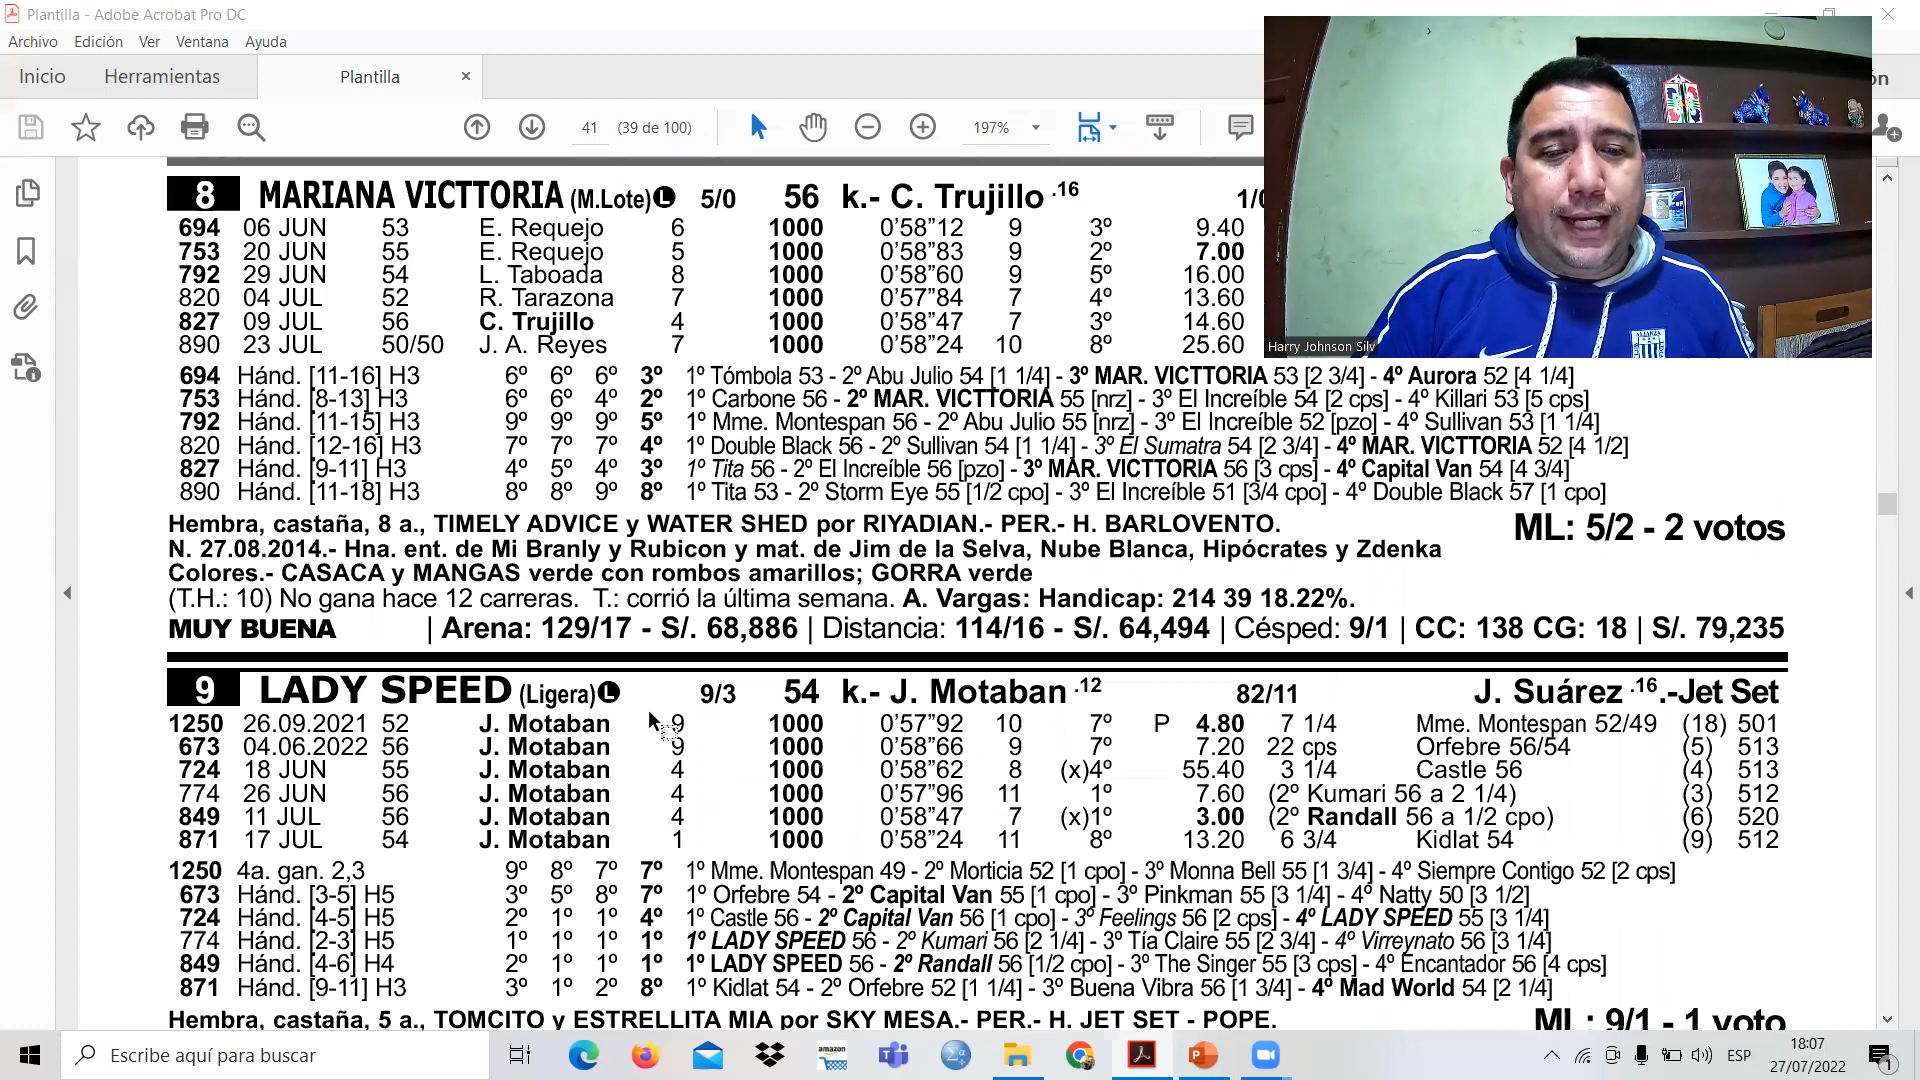 Plantilla - Adobe Acrobat Pro DC
Archivo Edición Ver Ventana Ayuda
Inicio Herramientas Plantilla ×
41 (39 de 100) 197%
8 MARIANA VICTTORIA (M.Lote) L 5/0 56 k.- C. Trujillo .16
694 06 JUN 53 E. Requejo 6 1000 0'58"12 9 3º 9.40
753 20 JUN 55 E. Requejo 5 1000 0'58"83 9 2º 7.00
792 29 JUN 54 L. Taboada 8 1000 0'58"60 9 5º 16.00
820 04 JUL 52 R. Tarazona 7 1000 0'57"84 7 4º 13.60
827 09 JUL 56 C. Trujillo 4 1000 0'58"47 7 3º 14.60
890 23 JUL 50/50 J. A. Reyes 7 1000 0'58"24 10 8º 25.60
Harry Johnson Silv
694 Hánd. [11-16] H3 6º 6º 6º 3º 1º Tómbola 53 - 2º Abu Julio 54 [1 1/4] - 3º MAR. VICTTORIA 53 [2 3/4] - 4º Aurora 52 [4 1/4]
753 Hánd. [8-13] H3 6º 6º 4º 2º 1º Carbone 56 - 2º MAR. VICTTORIA 55 [nrz] - 3º El Increíble 54 [2 cps] - 4º Killari 53 [5 cps]
792 Hánd. [11-15] H3 9º 9º 9º 5º 1º Mme. Montespan 56 - 2º Abu Julio 55 [nrz] - 3º El Increíble 52 [pzo] - 4º Sullivan 53 [1 1/4]
820 Hánd. [12-16] H3 7º 7º 7º 4º 1º Double Black 56 - 2º Sullivan 54 [1 1/4] - 3º El Sumatra 54 [2 3/4] - 4º MAR. VICTTORIA 52 [4 1/2]
827 Hánd. [9-11] H3 4º 5º 4º 3º 1º Tita 56 - 2º El Increíble 56 [pzo] - 3º MAR. VICTTORIA 56 [3 cps] - 4º Capital Van 54 [4 3/4]
890 Hánd. [11-18] H3 8º 8º 9º 8º 1º Tita 53 - 2º Storm Eye 55 [1/2 cpo] - 3º El Increíble 51 [3/4 cpo] - 4º Double Black 57 [1 cpo]
Hembra, castaña, 8 a., TIMELY ADVICE y WATER SHED por RIYADIAN.- PER.- H. BARLOVENTO. ML: 5/2 - 2 votos
N. 27.08.2014.- Hna. ent. de Mi Branly y Rubicon y mat. de Jim de la Selva, Nube Blanca, Hipócrates y Zdenka
Colores.- CASACA y MANGAS verde con rombos amarillos; GORRA verde
(T.H.: 10) No gana hace 12 carreras. T.: corrió la última semana. A. Vargas: Handicap: 214 39 18.22%.
MUY BUENA | Arena: 129/17 - S/. 68,886 | Distancia: 114/16 - S/. 64,494 | Césped: 9/1 | CC: 138 CG: 18 | S/. 79,235
9 LADY SPEED (Ligera) L 9/3 54 k.- J. Motaban .12 82/11 J. Suárez .16.-Jet Set
1250 26.09.2021 52 J. Motaban 9 1000 0'57"92 10 7º P 4.80 7 1/4 Mme. Montespan 52/49 (18) 501
673 04.06.2022 56 J. Motaban 9 1000 0'58"66 9 7º 7.20 22 cps Orfebre 56/54 (5) 513
724 18 JUN 55 J. Motaban 4 1000 0'58"62 8 (x)4º 55.40 3 1/4 Castle 56 (4) 513
774 26 JUN 56 J. Motaban 4 1000 0'57"96 11 1º 7.60 (2º Kumari 56 a 2 1/4) (3) 512
849 11 JUL 56 J. Motaban 4 1000 0'58"47 7 (x)1º 3.00 (2º Randall 56 a 1/2 cpo) (6) 520
871 17 JUL 54 J. Motaban 1 1000 0'58"24 11 8º 13.20 6 3/4 Kidlat 54 (9) 512
1250 4a. gan. 2,3 9º 8º 7º 7º 1º Mme. Montespan 49 - 2º Morticia 52 [1 cpo] - 3º Monna Bell 55 [1 3/4] - 4º Siempre Contigo 52 [2 cps]
673 Hánd. [3-5] H5 3º 5º 8º 7º 1º Orfebre 54 - 2º Capital Van 55 [1 cpo] - 3º Pinkman 55 [3 1/4] - 4º Natty 50 [3 1/2]
724 Hánd. [4-5] H5 2º 1º 1º 4º 1º Castle 56 - 2º Capital Van 56 [1 cpo] - 3º Feelings 56 [2 cps] - 4º LADY SPEED 55 [3 1/4]
774 Hánd. [2-3] H5 1º 1º 1º 1º 1º LADY SPEED 56 - 2º Kumari 56 [2 1/4] - 3º Tía Claire 55 [2 3/4] - 4º Virreynato 56 [3 1/4]
849 Hánd. [4-6] H4 2º 1º 1º 1º 1º LADY SPEED 56 - 2º Randall 56 [1/2 cpo] - 3º The Singer 55 [3 cps] - 4º Encantador 56 [4 cps]
871 Hánd. [9-11] H3 3º 1º 2º 8º 1º Kidlat 54 - 2º Orfebre 52 [1 1/4] - 3º Buena Vibra 56 [1 3/4] - 4º Mad World 54 [2 1/4]
Hembra, castaña, 5 a., TOMCITO y ESTRELLITA MIA por SKY MESA.- PER.- H. JET SET - POPE. ML: 9/1 - 1 voto
Escribe aquí para buscar
amazon
ESP
18:07
27/07/2022
1